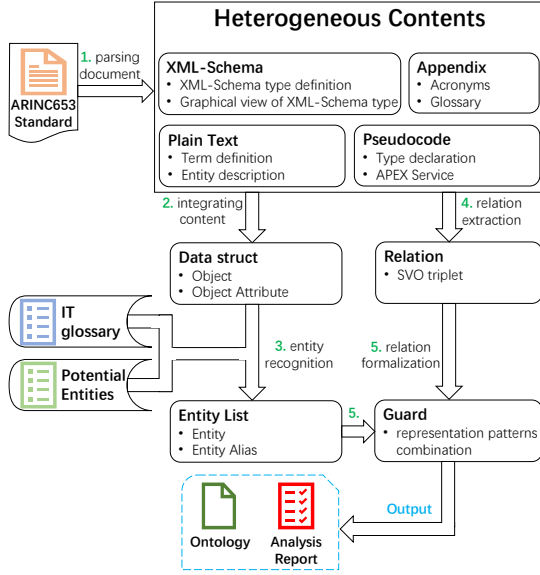 Heterogeneous Contents
1. parsing
document
ARINC653
Standard
XML-Schema
• XML-Schema type definition
• Graphical view of XML-Schema type
Appendix
• Acronyms
• Glossary
Plain Text
• Term definition
• Entity description
Pseudocode
• Type declaration
• APEX Service
2. integrating
content
4. relation
extraction
Data struct
• Object
• Object Attribute
Relation
• SVO triplet
IT
glossary
Potential
Entities
3. entity
recognition
5. relation
formalization
Entity List
• Entity
• Entity Alias
5.
Guard
• representation patterns
combination
Output
Ontology
Analysis
Report